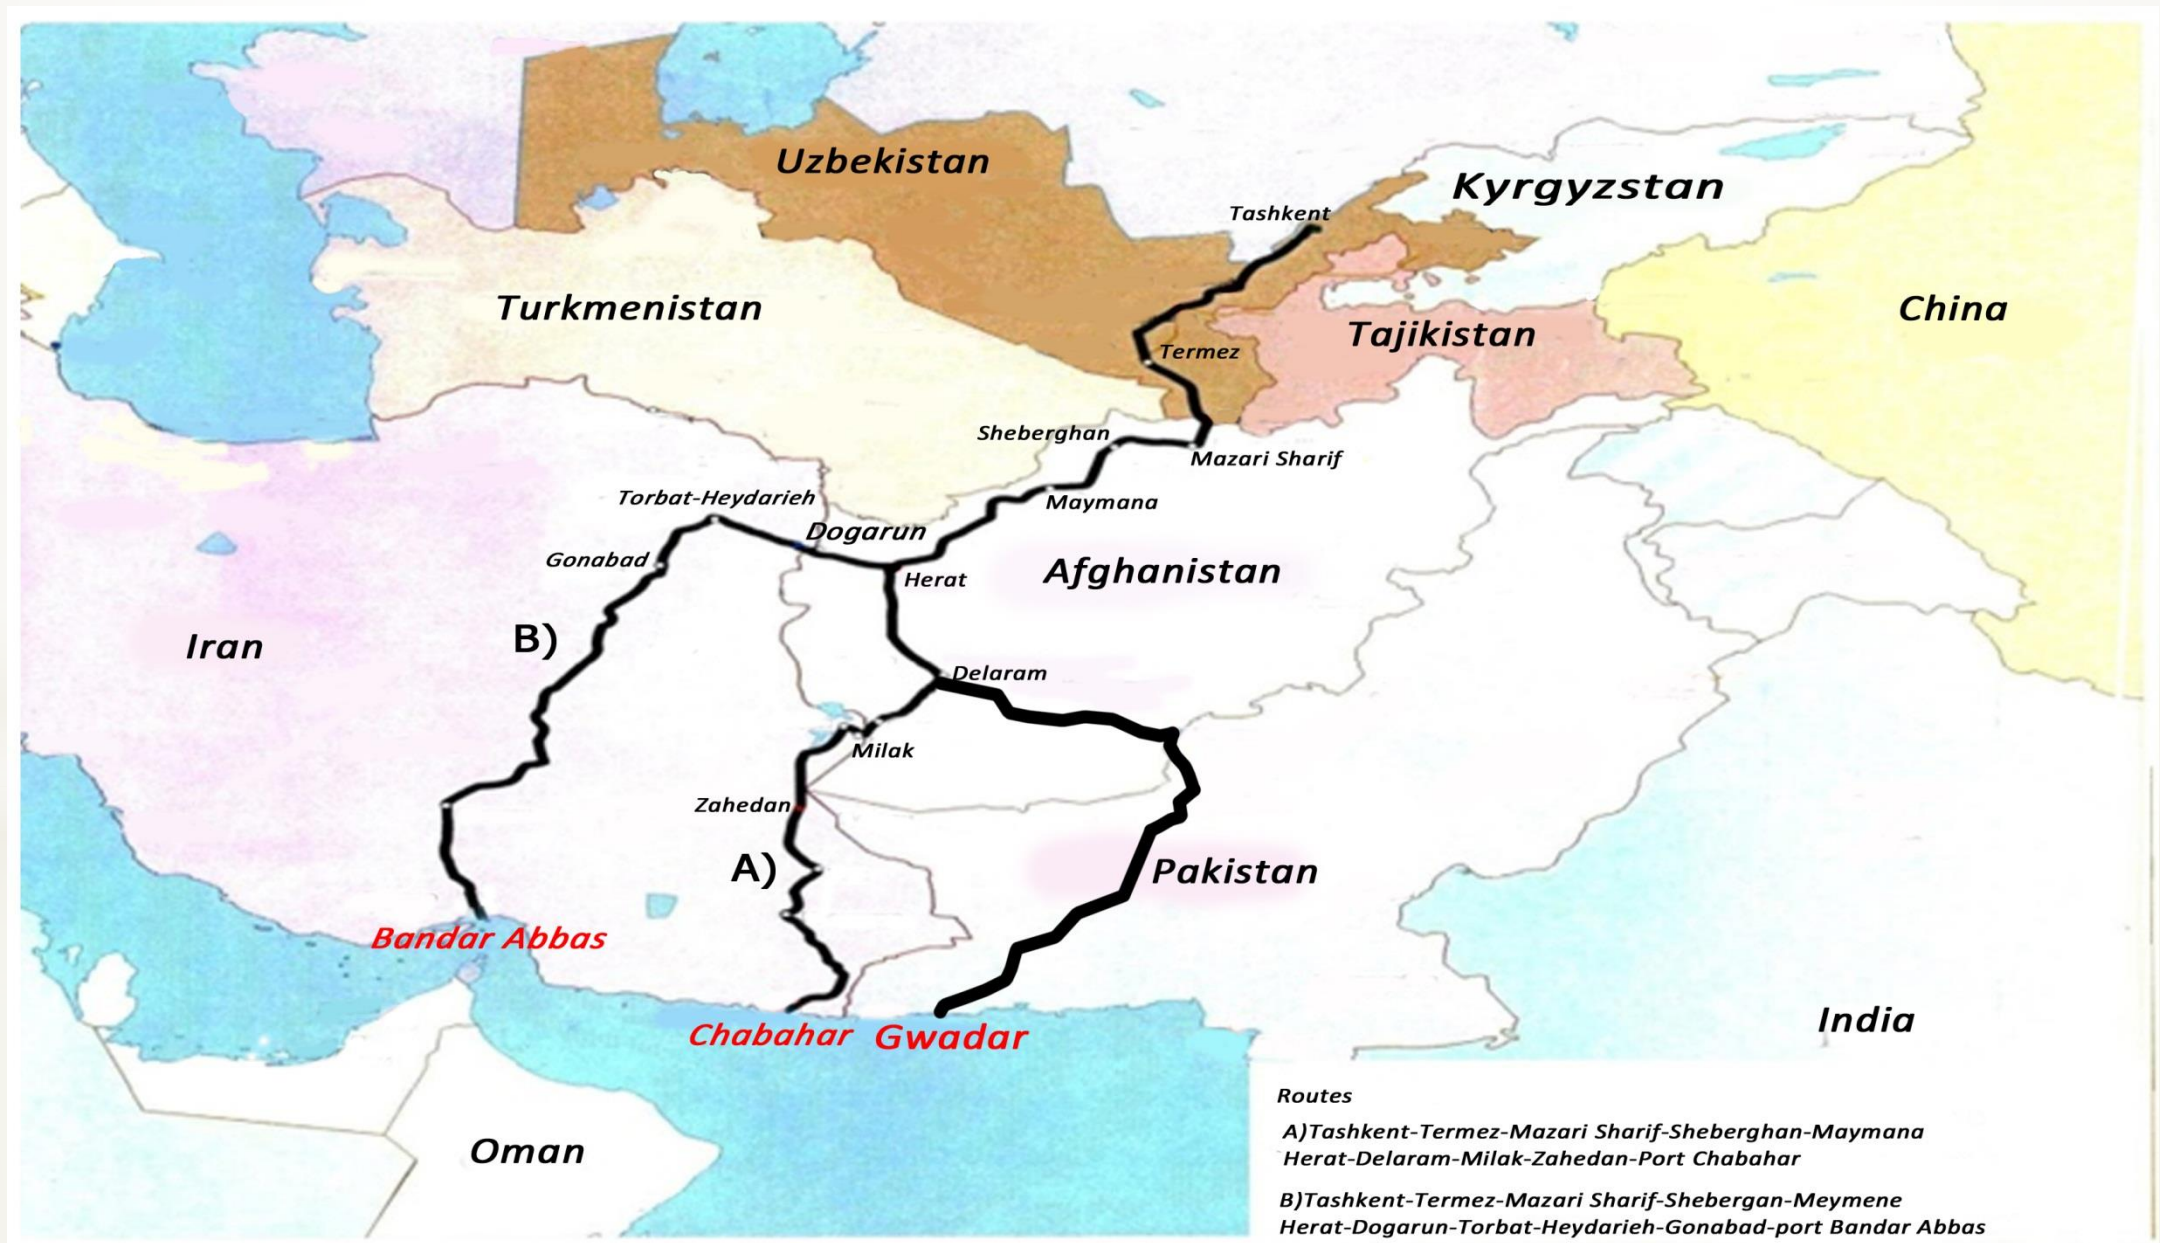 Uzbekistan
Kyrgyzstan
Tashkent
Turkmenistan
China
Tajikistan
Termez
Sheberghan
Mazari Sharif
Torbat-Heydarieh
Maymana
Dogarun
Gonabad
Herat
Afghanistan
B)
Iran
Delaram
Milak
Zahedan
A)
Pakistan
Bandar Abbas
India
Chabahar
Gwadar
Oman
Routes
A)Tashkent-Termez-Mazari Sharif-Sheberghan-Maymana
Herat-Delaram-Milak-Zahedan-Port Chabahar
B)Tashkent-Termez-Mazari Sharif-Shebergan-Meymene
Herat-Dogarun-Torbat-Heydarieh-Gonabad-port Bandar Abbas